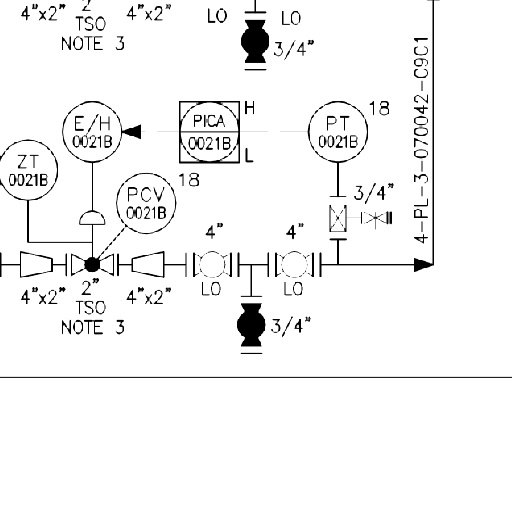 4"x2"
2"
4"x2"
TSO
NOTE 3
LO
LO
3/4"
E/H
0021B
PICA
0021B
H
L
PT
0021B
18
ZT
0021B
PCV
0021B
18
3/4"
4-PL-3-070042-C9C1
4"
4"
4"x2"
2"
4"x2"
TSO
NOTE 3
LO
LO
3/4"